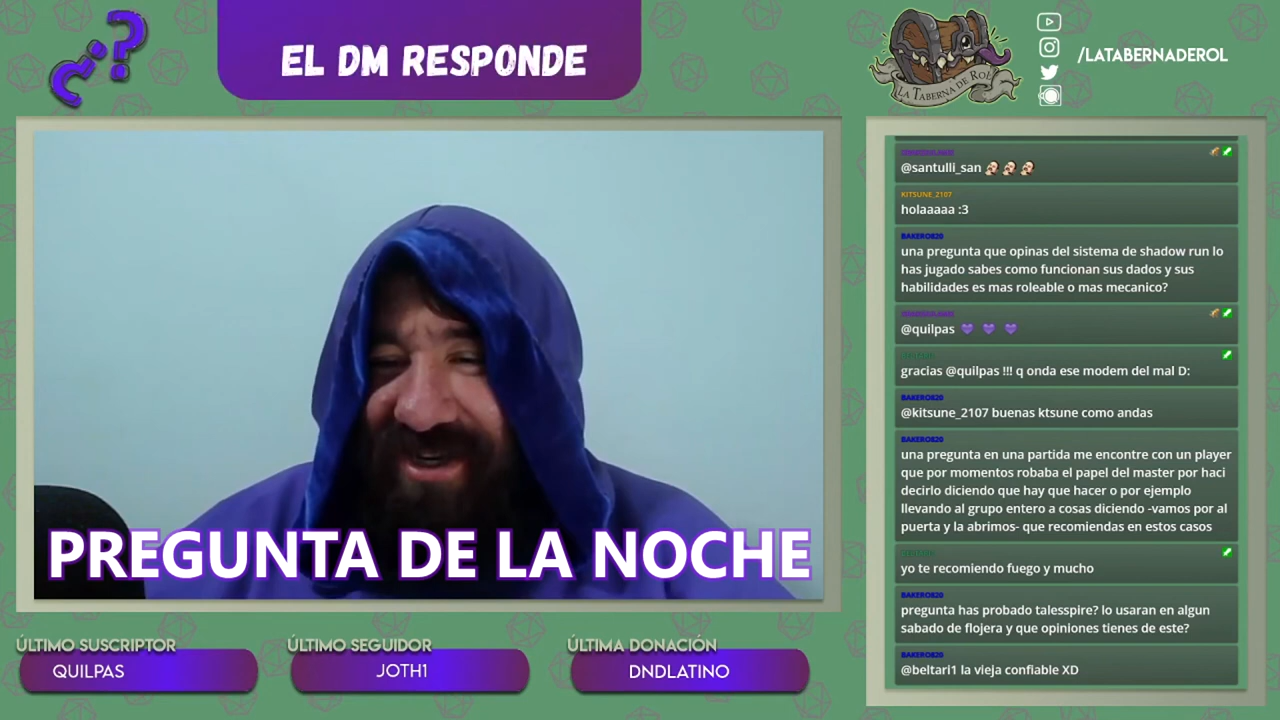 ¿?
EL DM RESPONDE
LA TABERNA DE ROL
/LATABERNADEROL
@santulli_san
KITSUNE_2107
holaaaaa :3
BAKERO820
una pregunta que opinas del sistema de shadow run lo
has jugado sabes como funcionan sus dados y sus
habilidades es mas roleable o mas mecanico?
@quilpas
gracias @quilpas !!! q onda ese modem del mal D:
BAKERO820
@kitsune_2107 buenas ktsune como andas
BAKERO820
una pregunta en una partida me encontre con un player
que por momentos robaba el papel del master por haci
decirlo diciendo que hay que hacer o por ejemplo
llevando al grupo entero a cosas diciendo -vamos por al
puerta y la abrimos- que recomiendas en estos casos
yo te recomiendo fuego y mucho
BAKERO820
pregunta has probado talesspire? lo usaran en algun
sabado de flojera y que opiniones tienes de este?
BAKERO820
@beltari1 la vieja confiable XD
PREGUNTA DE LA NOCHE
ÚLTIMO SUSCRIPTOR
QUILPAS
ÚLTIMO SEGUIDOR
JOTH1
ÚLTIMA DONACIÓN
DNDLATINO